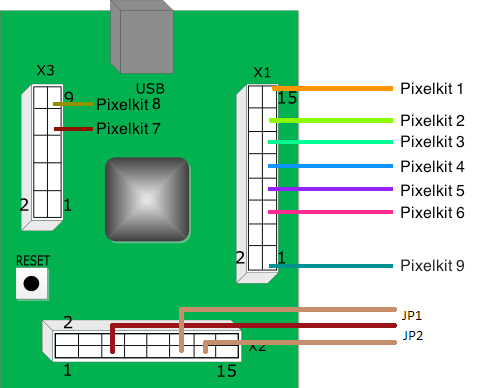 USB
X3
X1
9
Pixelkit 8
Pixelkit 7
2
1
15
Pixelkit 1
Pixelkit 2
Pixelkit 3
Pixelkit 4
Pixelkit 5
Pixelkit 6
2
1
Pixelkit 9
RESET
2
X2
1
15
JP1
JP2